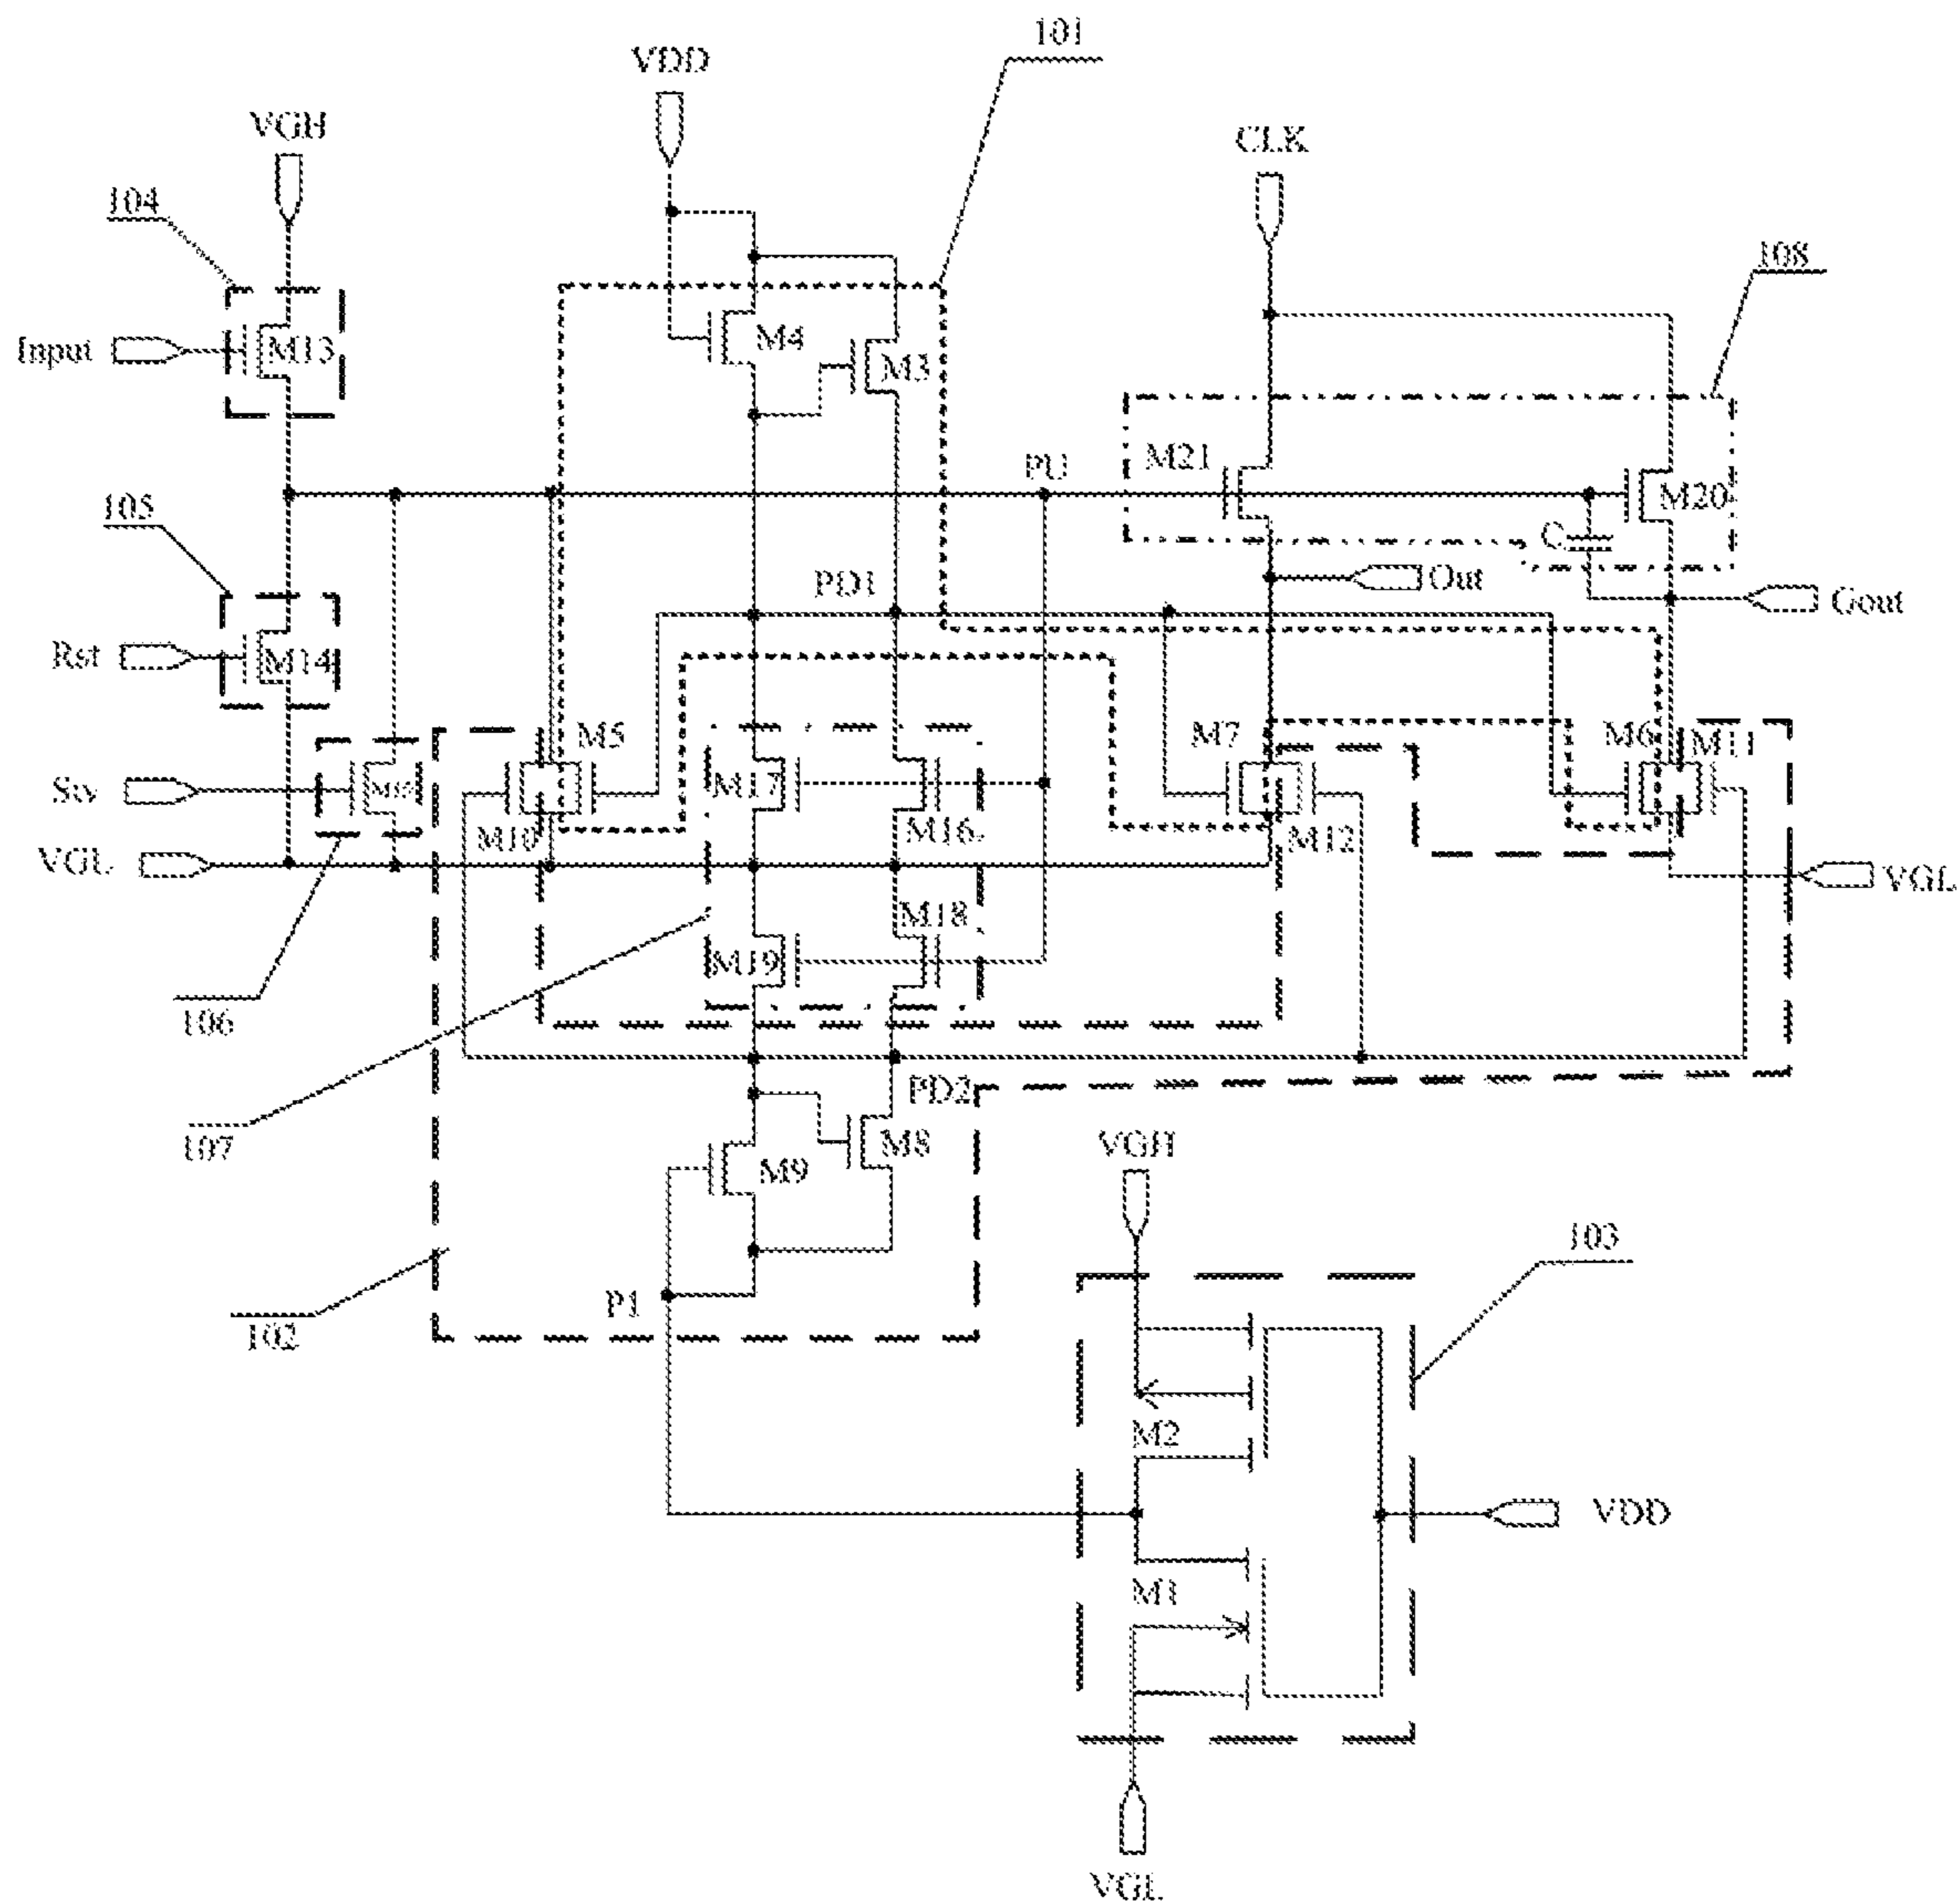 101
VDD
VGH
CLK
104
108
Input
M13
M4
M3
M21
PU
M20
105
C
PD1
Out
Gout
Rst
M14
M5
M7
M6
M11
Stv
M17
M10
M16
M12
VGL
VGL
M18
M19
106
PD2
107
M8
VGH
M9
103
P1
102
M2
VDD
M1
VGL